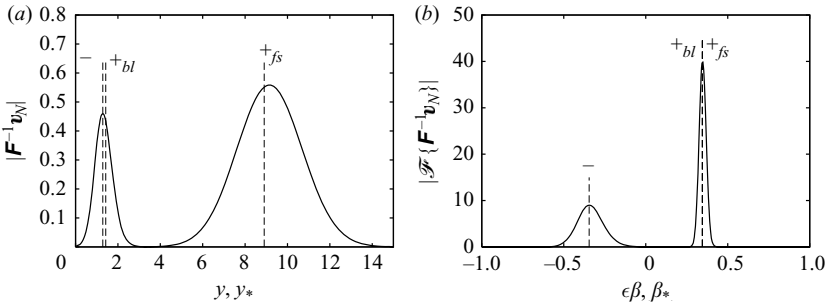 (a)
0.8
0.7
0.6
0.5
0.4
0.3
0.2
0.1
0 2 4 6 8 10 12 14
|F⁻¹v_N|
y, y_*
−
+_bl
+_fs
(b)
50
40
30
20
10
0
−1.0 −0.5 0 0.5 1.0
|ℱ{F⁻¹v_N}|
ϵβ, β_*
−
+_bl +_fs